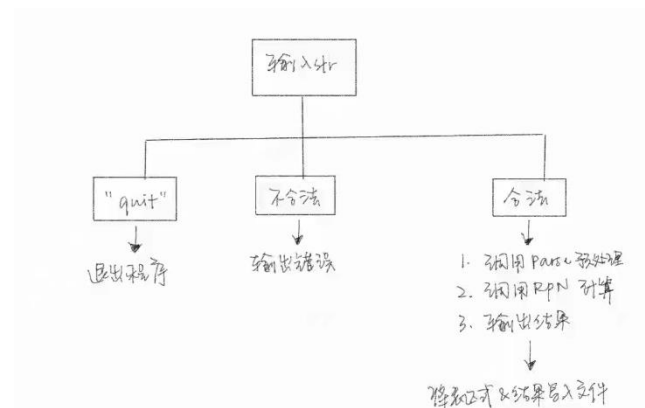 输入str
"quit"
不合法
合法
退出程序
输出错误
1. 调用Parse预处理
2. 调用RPN计算
3. 输出结果
将表达式&结果写入文件